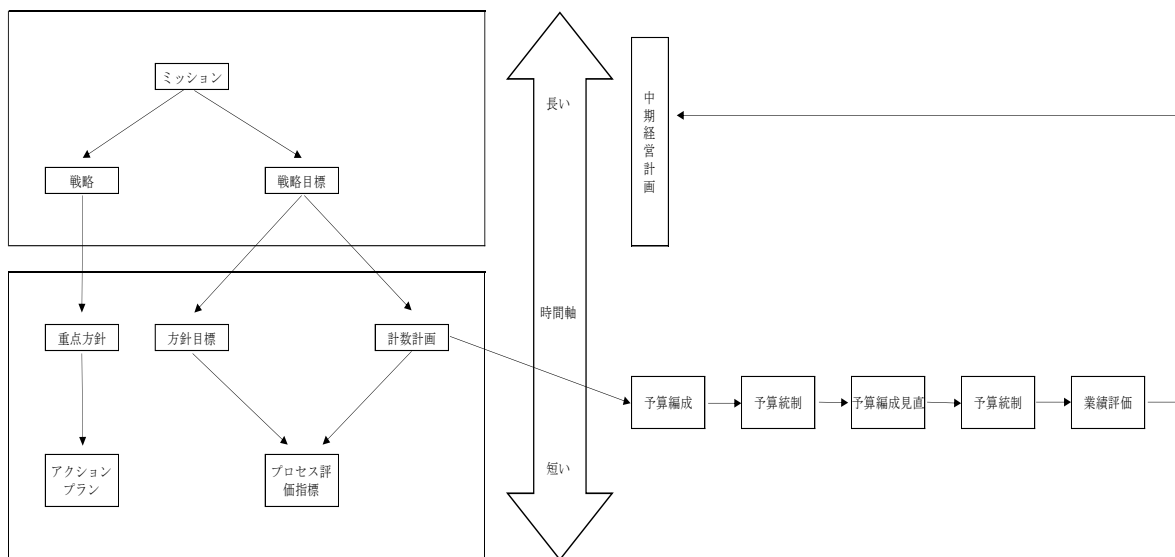 ミッション
戦略
戦略目標
重点方針
方針目標
計数計画
アクション
プラン
プロセス評
価指標
長い
時間軸
短い
中期経営計画
予算編成
予算統制
予算編成見直
予算統制
業績評価